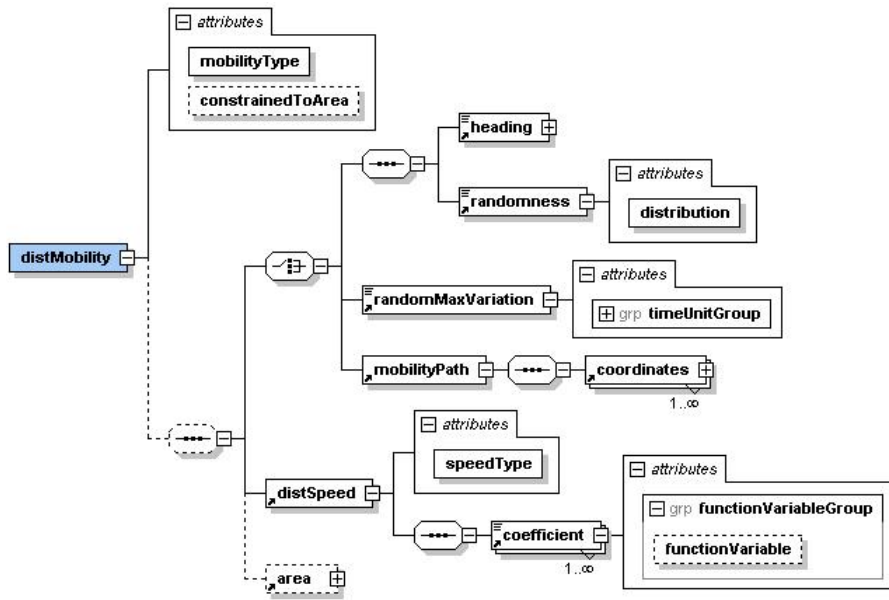 attributes
mobilityType
constrainedToArea
heading
attributes
randomness
distribution
distMobility
attributes
randomMaxVariation
grp timeUnitGroup
mobilityPath
coordinates
1..∞
attributes
speedType
attributes
distSpeed
grp functionVariableGroup
coefficient
functionVariable
1..∞
area